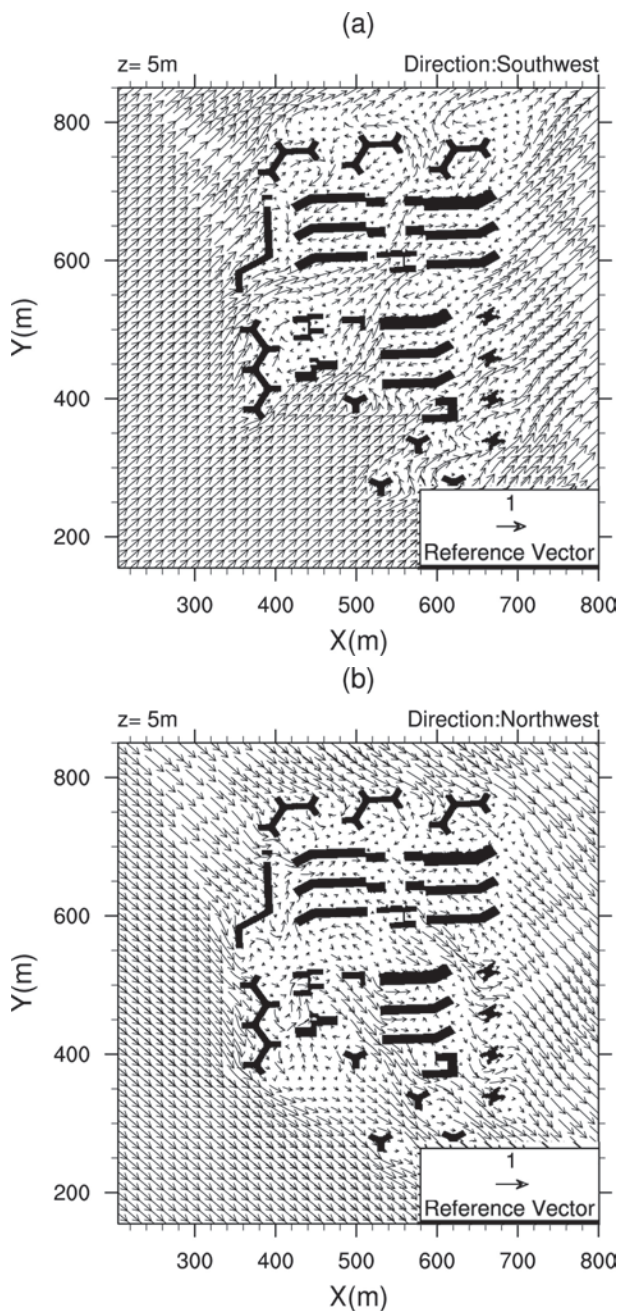 (a)
z= 5m Direction:Southwest
800
600
400
200
Y(m)
1
Reference Vector
300 400 500 600 700 800
X(m)
(b)
z= 5m Direction:Northwest
800
600
400
200
Y(m)
1
Reference Vector
300 400 500 600 700 800
X(m)